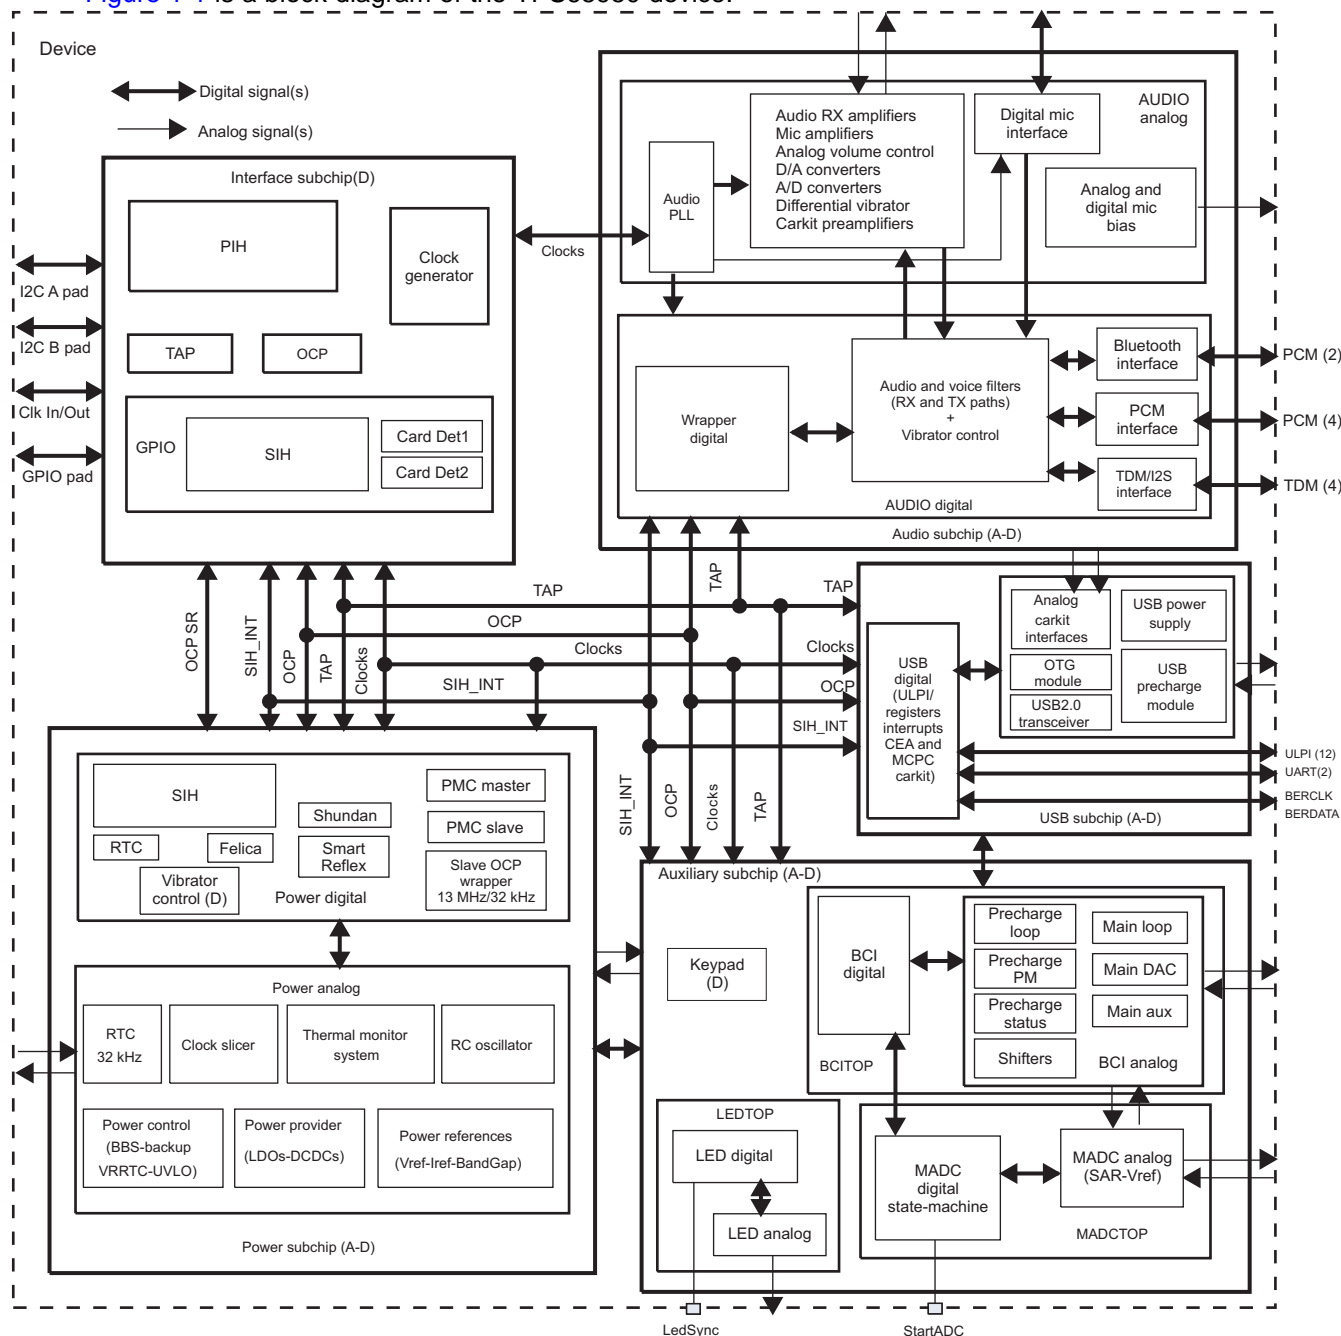 Figure 1-1 is a block diagram of the TPS65950 device.
Device
Digital signal(s)
Analog signal(s)
Interface subchip(D)
PIH
Clock
generator
TAP
OCP
GPIO
SIH
Card Det1
Card Det2
I2C A pad
I2C B pad
Clk In/Out
GPIO pad
Clocks
AUDIO
analog
Audio
PLL
Audio RX amplifiers
Mic amplifiers
Analog volume control
D/A converters
A/D converters
Differential vibrator
Carkit preamplifiers
Digital mic
interface
Analog and
digital mic
bias
Wrapper
digital
Audio and voice filters
(RX and TX paths)
+
Vibrator control
Bluetooth
interface
PCM
interface
TDM/I2S
interface
AUDIO digital
Audio subchip (A-D)
PCM (2)
PCM (4)
TDM (4)
OCP SR
SIH_INT
OCP
TAP
Clocks
TAP
OCP
Clocks
SIH_INT
TAP
TAP
Clocks
OCP
SIH_INT
SIH_INT
OCP
Clocks
TAP
USB
digital
(ULPI/
registers
interrupts
CEA and
MCPC
carkit)
Analog
carkit
interfaces
OTG
module
USB2.0
transceiver
USB power
supply
USB
precharge
module
USB subchip (A-D)
ULPI (12)
UART(2)
BERCLK
BERDATA
SIH
RTC
Felica
Vibrator
control (D)
Shundan
Smart
Reflex
PMC master
PMC slave
Slave OCP
wrapper
13 MHz/32 kHz
Power digital
Power analog
RTC
32 kHz
Clock slicer
Thermal monitor
system
RC oscillator
Power control
(BBS-backup
VRRTC-UVLO)
Power provider
(LDOs-DCDCs)
Power references
(Vref-Iref-BandGap)
Power subchip (A-D)
Auxiliary subchip (A-D)
Keypad
(D)
BCI
digital
BCITOP
Precharge
loop
Precharge
PM
Precharge
status
Shifters
Main loop
Main DAC
Main aux
BCI analog
LEDTOP
LED digital
LED analog
MADC
digital
state-machine
MADC analog
(SAR-Vref)
MADCTOP
LedSync
StartADC